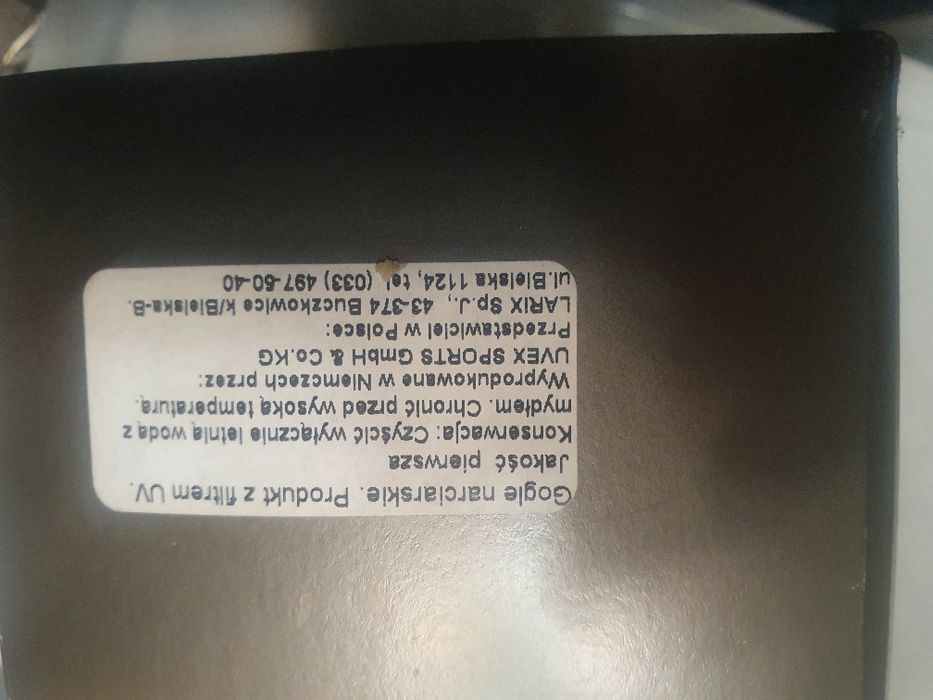 Gogle narciarskie. Produkt z filtrem UV.
Jakość pierwsza
Konserwacja: Czyścić wyłącznie letnią wodą z
mydłem. Chronić przed wysoką temperaturą.
Wyprodukowane w Niemczech przez:
UVEX SPORTS GmbH & Co.KG
Przedstawiciel w Polsce:
LARIX Sp.J., 43-374 Buczkowice k/Bielska-B.
ul.Bielska 1124, tel (033) 497-50-40